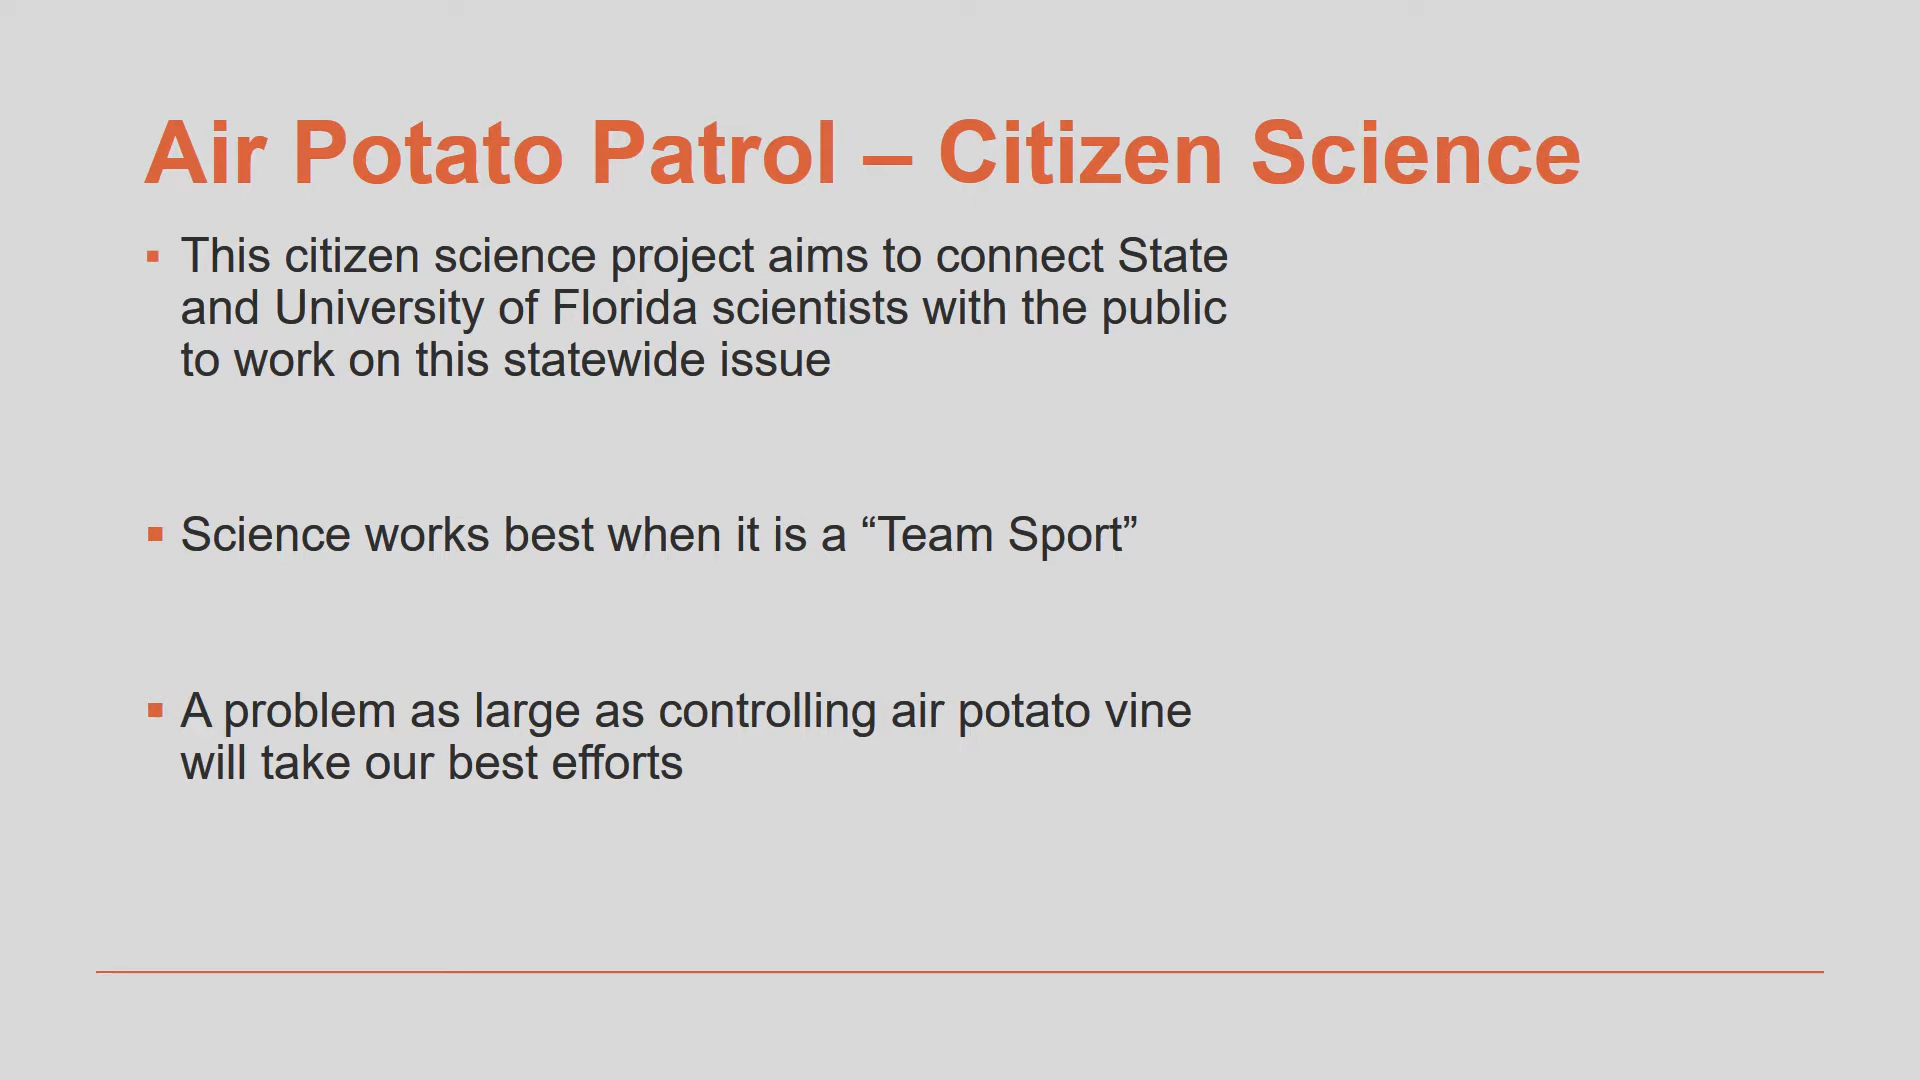 Air Potato Patrol – Citizen Science
▪ This citizen science project aims to connect State
and University of Florida scientists with the public
to work on this statewide issue
▪ Science works best when it is a “Team Sport”
▪ A problem as large as controlling air potato vine
will take our best efforts